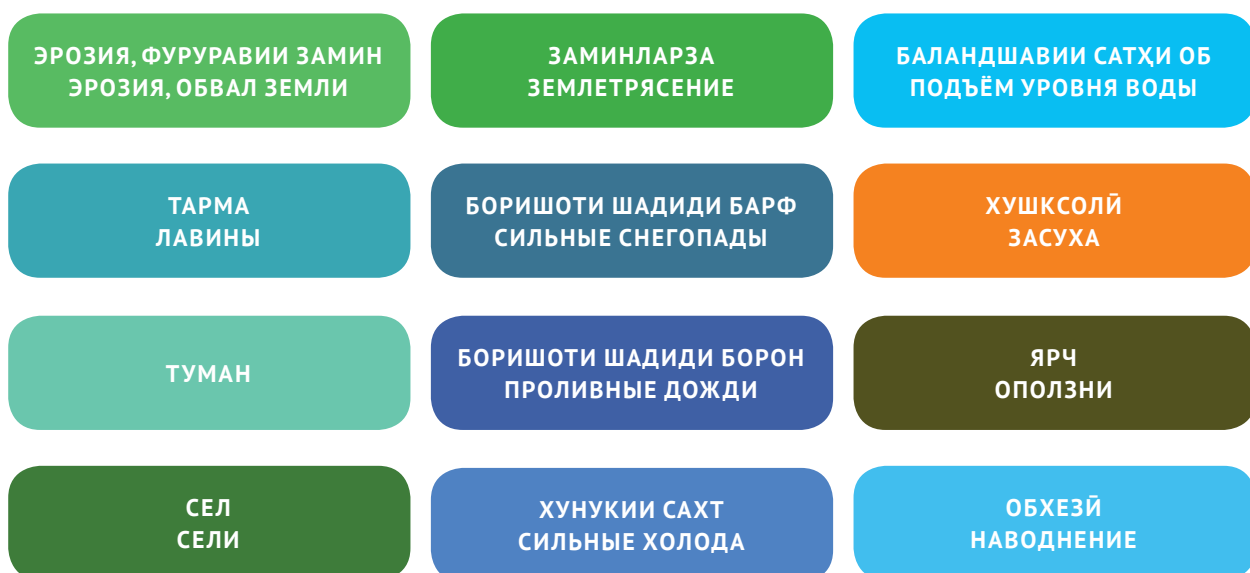 ЭРОЗИЯ, ФУРУРАВИИ ЗАМИН
ЭРОЗИЯ, ОБВАЛ ЗЕМЛИ
ЗАМИНЛАРЗА
ЗЕМЛЕТРЯСЕНИЕ
БАЛАНДШАВИИ САТҲИ ОБ
ПОДЪЁМ УРОВНЯ ВОДЫ
ТАРМА
ЛАВИНЫ
БОРИШОТИ ШАДИДИ БАРФ
СИЛЬНЫЕ СНЕГОПАДЫ
ХУШКСОЛӢ
ЗАСУХА
ТУМАН
БОРИШОТИ ШАДИДИ БОРОН
ПРОЛИВНЫЕ ДОЖДИ
ЯРЧ
ОПОЛЗНИ
СЕЛ
СЕЛИ
ХУНУКИИ САХТ
СИЛЬНЫЕ ХОЛОДА
ОБХЕЗӢ
НАВОДНЕНИЕ